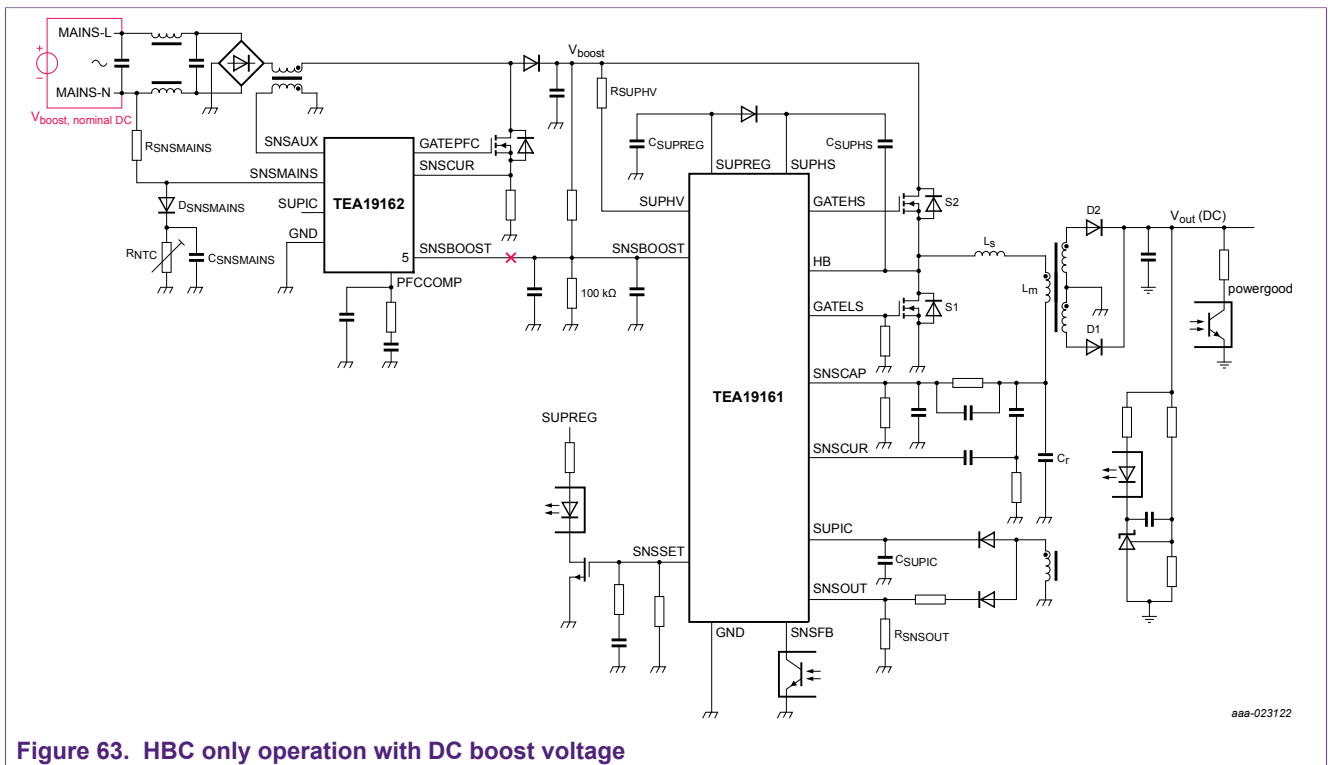 MAINS-L
MAINS-N
+
−
∼
Vboost, nominal DC
RSNSMAINS
SNSMAINS
DSNSMAINS
RNTC
CSNSMAINS
SNSAUX
SUPIC
GND
TEA19162
GATEPFC
SNSCUR
5
SNSBOOST
PFCCOMP
Vboost
RSUPHV
CSUPREG
CSUPHS
SUPREG
SUPHS
SUPHV
SNSBOOST
100 kΩ
TEA19161
GATEHS
S2
HB
GATELS
S1
SNSCAP
SNSCUR
SUPIC
CSUPIC
SNSOUT
RSNSOUT
Ls
Lm
Cr
D2
D1
Vout (DC)
powergood
SUPREG
SNSSET
GND
SNSFB
aaa-023122
Figure 63. HBC only operation with DC boost voltage